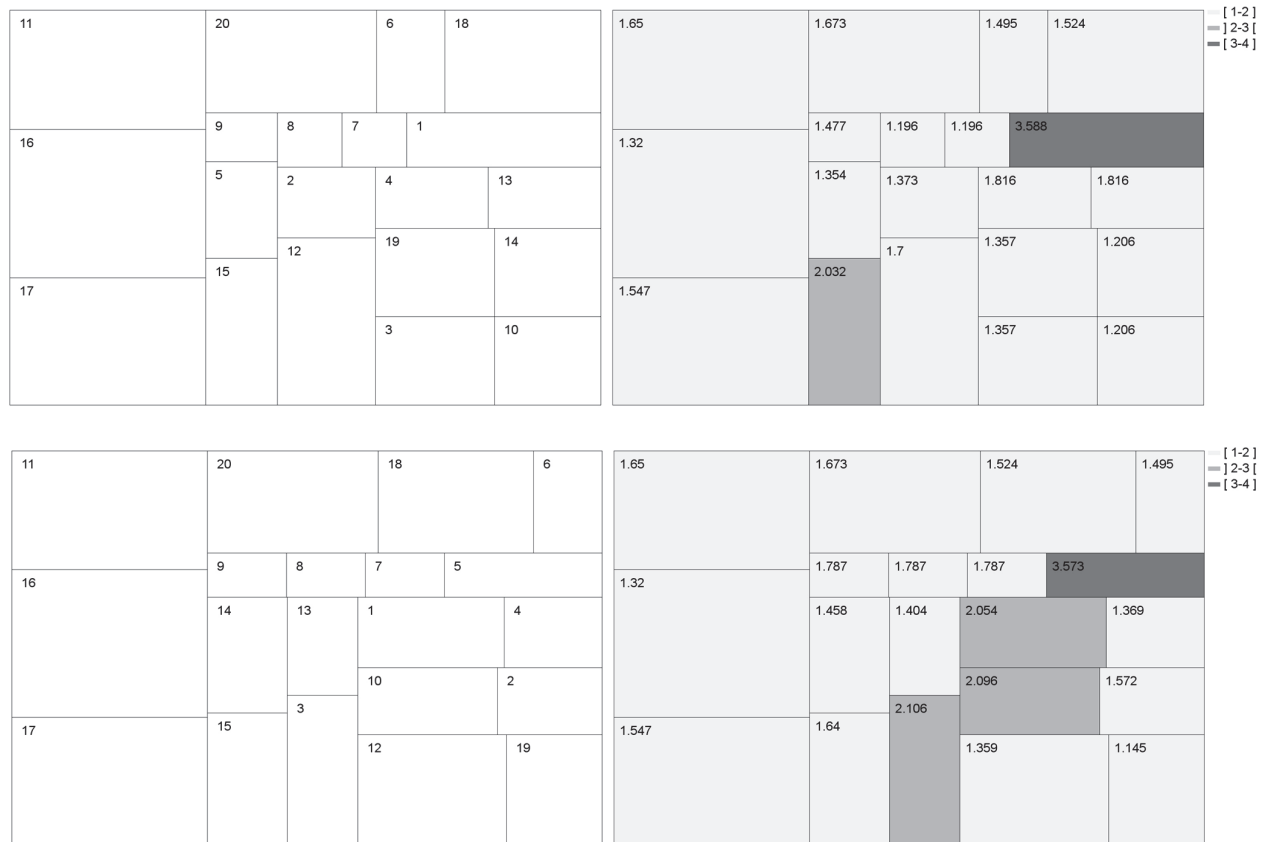 11 20 6 18
9 8 7 1
16
5 2 4 13
19 14
12
15
17
3 10
1.65 1.673 1.495 1.524
1.477 1.196 1.196 3.588
1.32
1.354 1.373 1.816 1.816
1.357 1.206
1.7
2.032
1.547
1.357 1.206
[ 1-2 ]
] 2-3 [
[ 3-4 ]
11 20 18 6
9 8 7 5
16
14 13 1 4
10 2
3
15
17
12 19
1.65 1.673 1.524 1.495
1.787 1.787 1.787 3.573
1.32
1.458 1.404 2.054 1.369
2.096 1.572
2.106
1.64
1.547
1.359 1.145
[ 1-2 ]
] 2-3 [
[ 3-4 ]